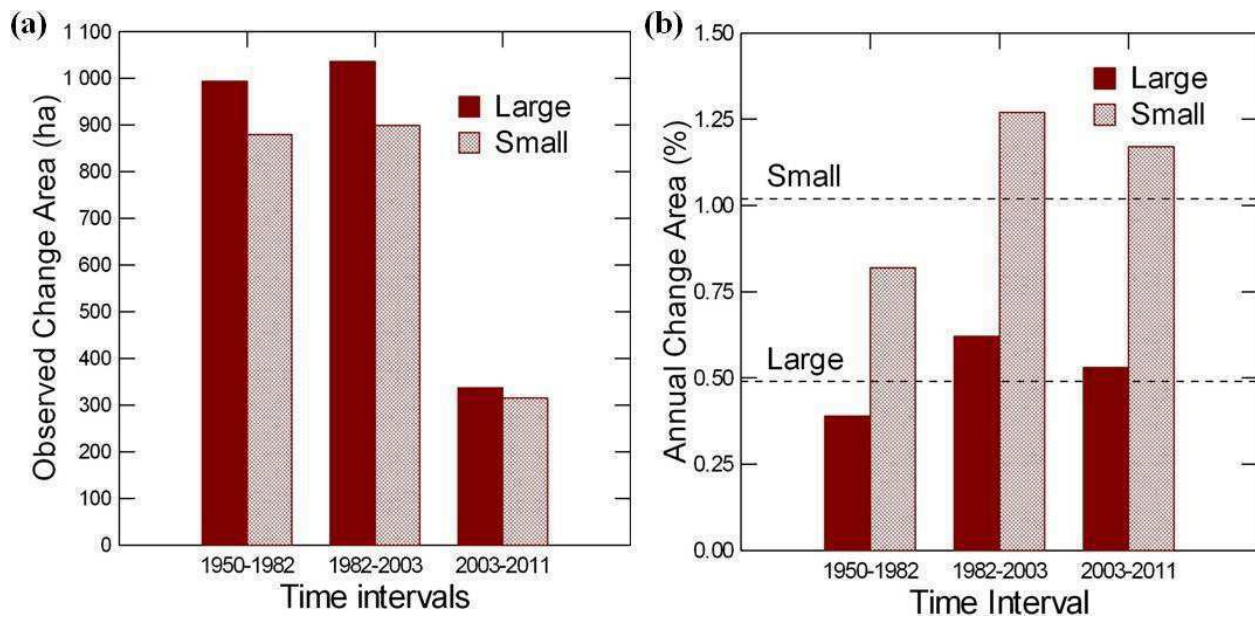 (a)
Observed Change Area (ha)
1 100
1 000
900
800
700
600
500
400
300
200
100
0
Large
Small
1950-1982
1982-2003
2003-2011
Time intervals
(b)
Annual Change Area (%)
1.50
1.25
1.00
0.75
0.50
0.25
0.00
Large
Small
Small
Large
1950-1982
1982-2003
2003-2011
Time Interval